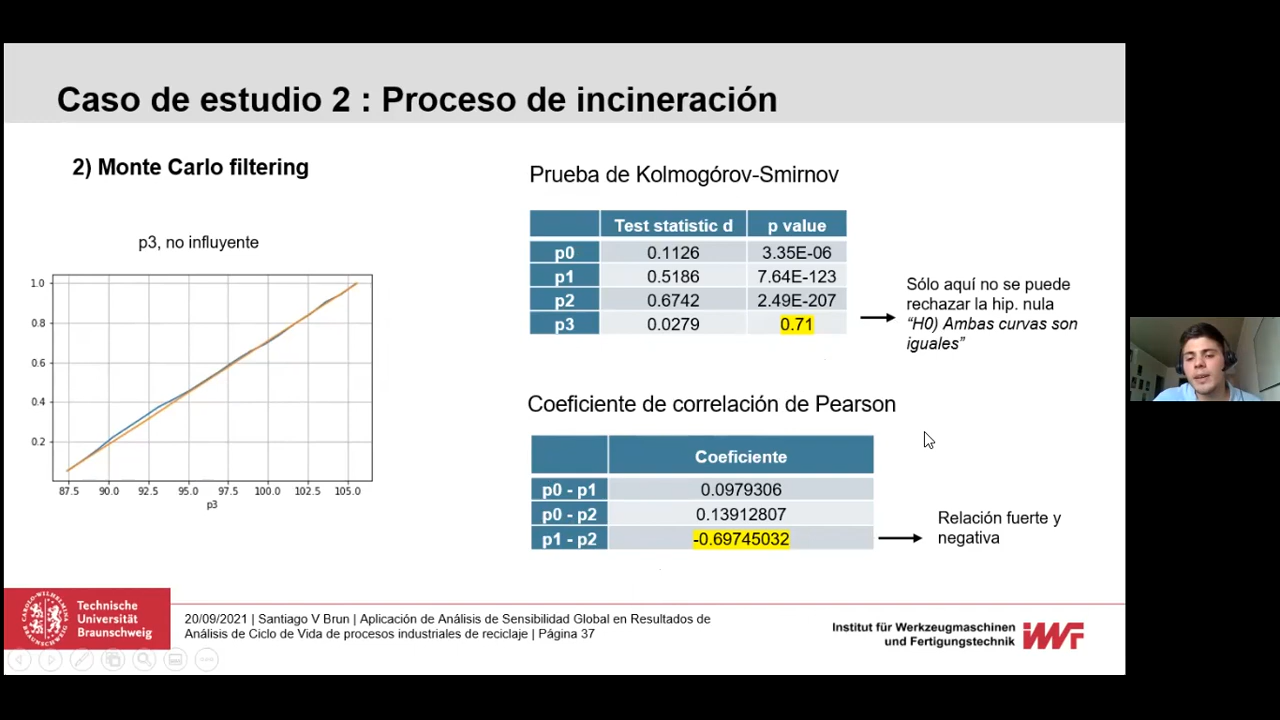 Caso de estudio 2 : Proceso de incineración
2) Monte Carlo filtering
p3, no influyente
1.0
0.8
0.6
0.4
0.2
87.5 90.0 92.5 95.0 97.5 100.0 102.5 105.0
p3
Prueba de Kolmogórov-Smirnov
Test statistic d p value
p0 0.1126 3.35E-06
p1 0.5186 7.64E-123
p2 0.6742 2.49E-207
p3 0.0279 0.71
Sólo aquí no se puede
rechazar la hip. nula
“H0) Ambas curvas son
iguales”
Coeficiente de correlación de Pearson
Coeficiente
p0 - p1 0.0979306
p0 - p2 0.13912807
p1 - p2 -0.69745032
Relación fuerte y
negativa
Technische
Universität
Braunschweig
20/09/2021 | Santiago V Brun | Aplicación de Análisis de Sensibilidad Global en Resultados de
Análisis de Ciclo de Vida de procesos industriales de reciclaje | Página 37
Institut für Werkzeugmaschinen
und Fertigungstechnik
iWF